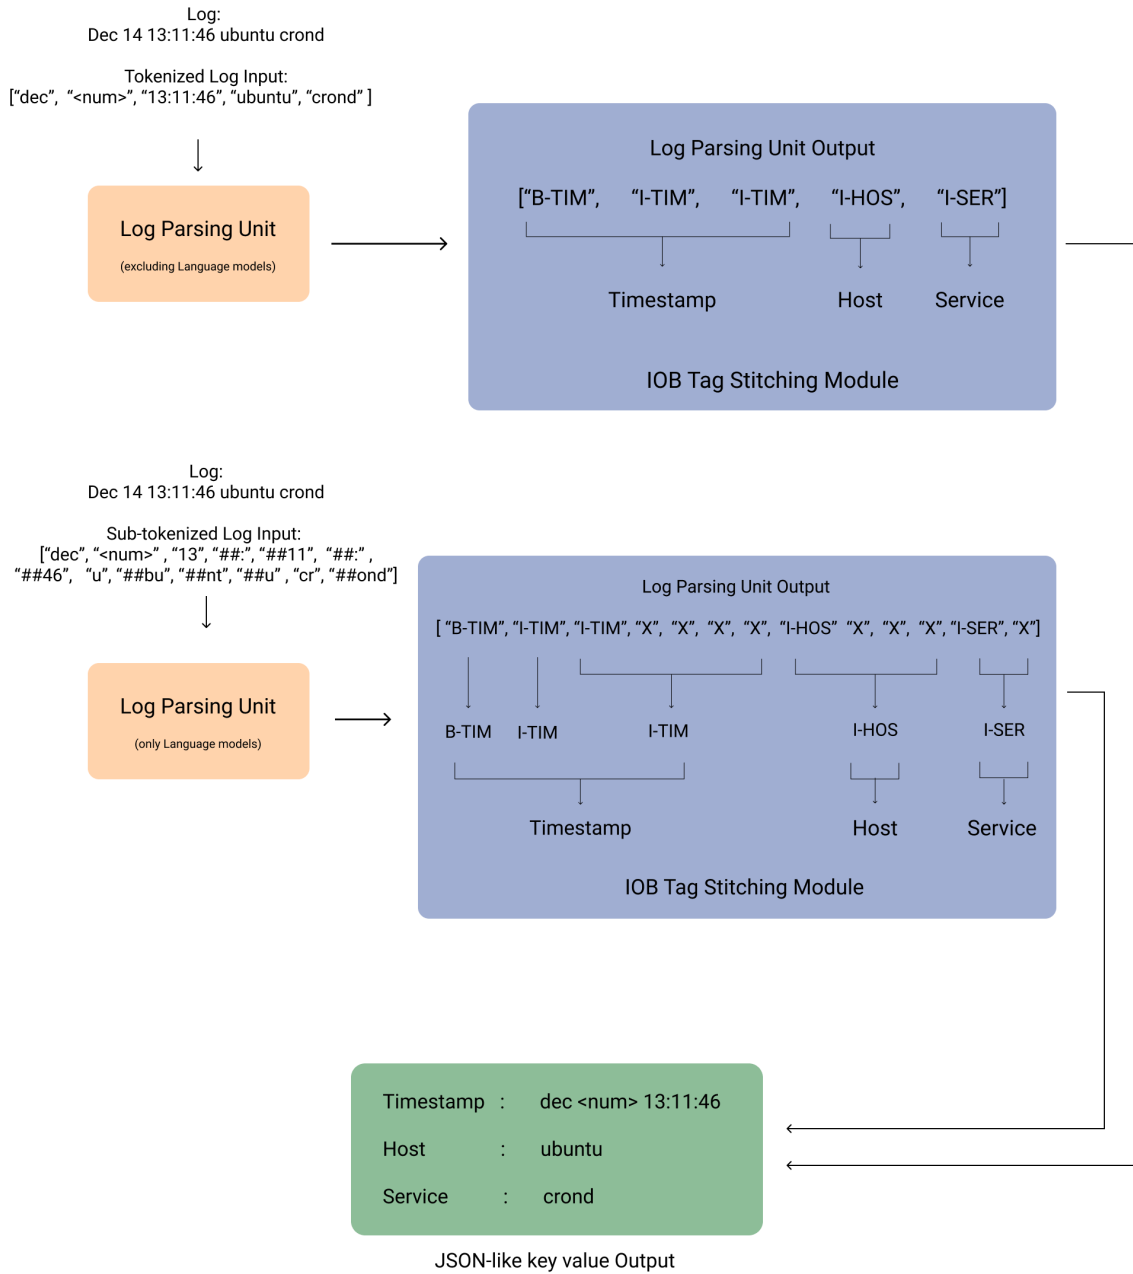 Log:
Dec 14 13:11:46 ubuntu crond
Tokenized Log Input:
[“dec”, “<num>”, “13:11:46”, “ubuntu”, “crond” ]
Log Parsing Unit
(excluding Language models)
Log Parsing Unit Output
[“B-TIM”, “I-TIM”, “I-TIM”, “I-HOS”, “I-SER”]
Timestamp Host Service
IOB Tag Stitching Module
Log:
Dec 14 13:11:46 ubuntu crond
Sub-tokenized Log Input:
[“dec”, “<num>” , “13”, “##:”, “##11”, “##:” ,
“##46”, “u”, “##bu”, “##nt”, “##u” , “cr”, “##ond”]
Log Parsing Unit
(only Language models)
Log Parsing Unit Output
[ “B-TIM”, “I-TIM”, “I-TIM”, “X”, “X”, “X”, “X”, “I-HOS” “X”, “X”, “X”, “I-SER”, “X”]
B-TIM I-TIM I-TIM I-HOS I-SER
Timestamp Host Service
IOB Tag Stitching Module
Timestamp : dec <num> 13:11:46
Host : ubuntu
Service : crond
JSON-like key value Output